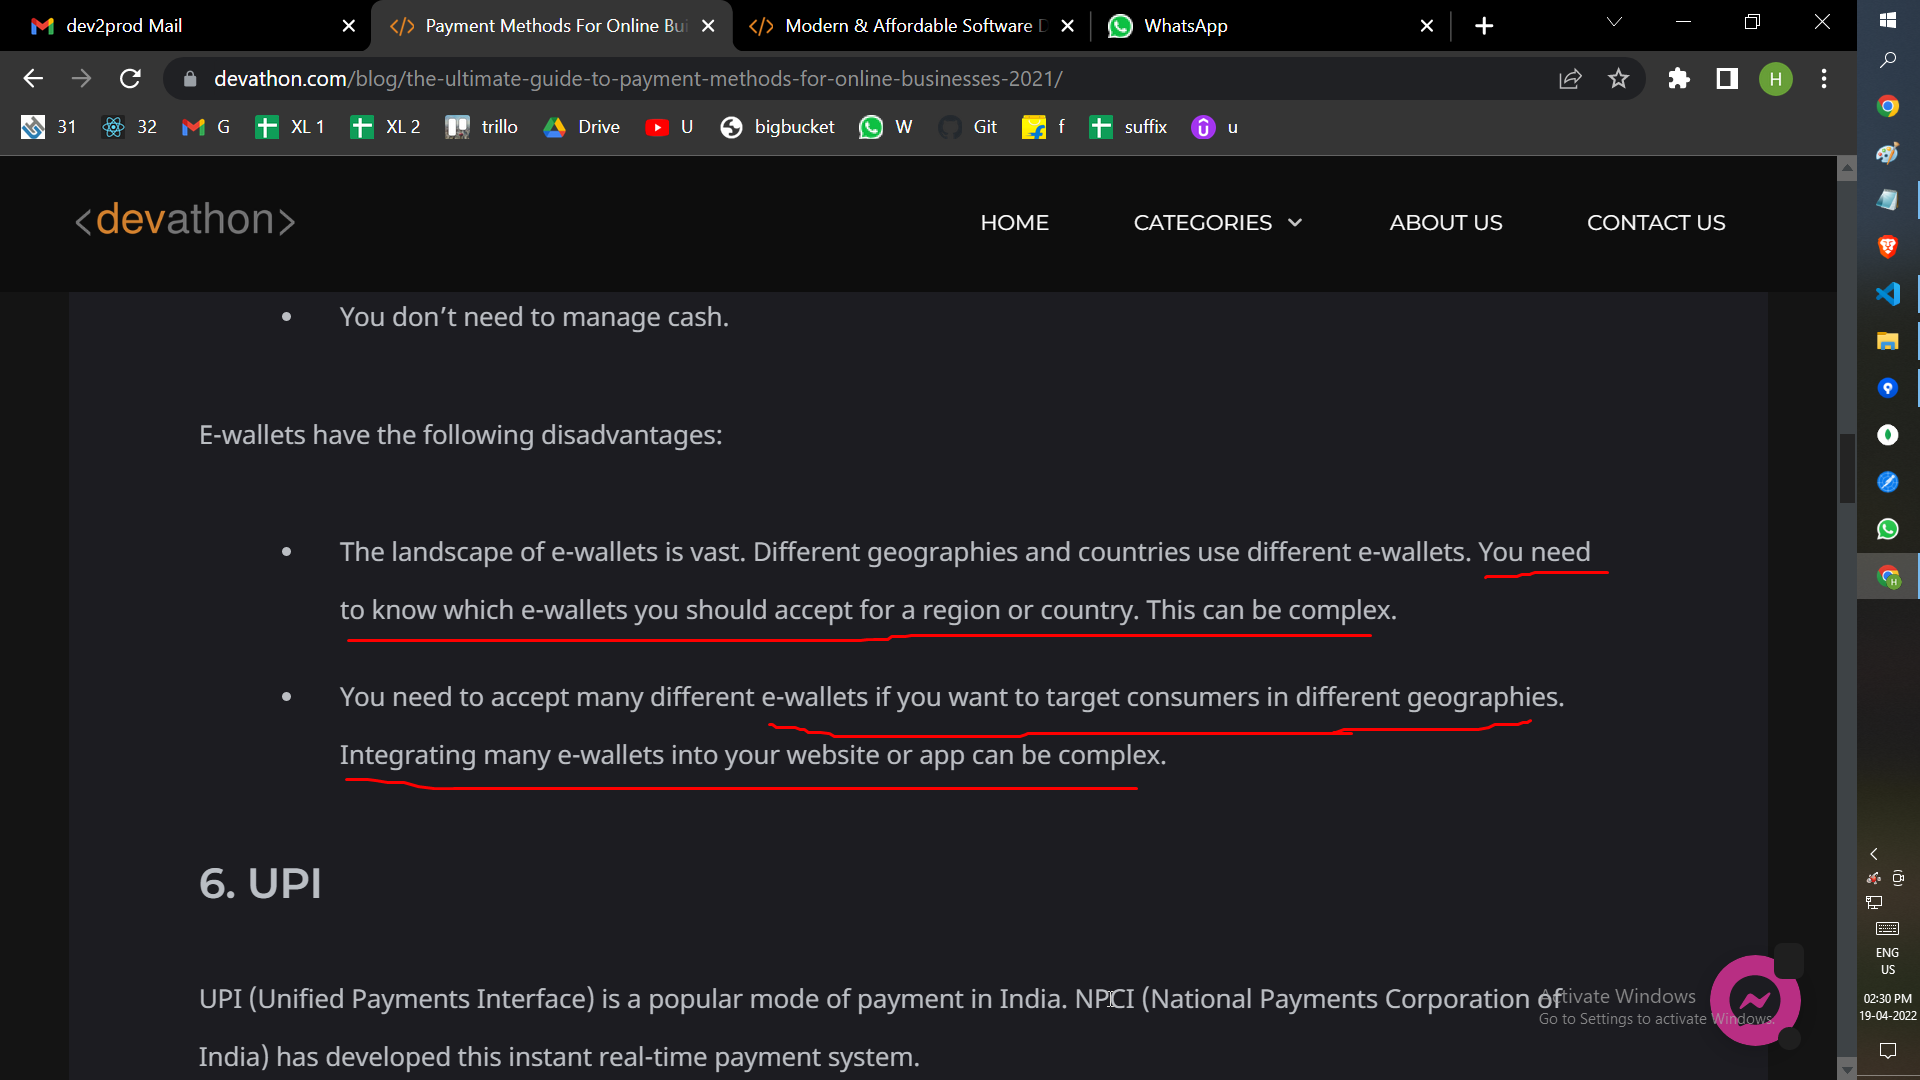 dev2prod Mail
Payment Methods For Online Bui
Modern & Affordable Software D
WhatsApp
devathon.com/blog/the-ultimate-guide-to-payment-methods-for-online-businesses-2021/
H
31
32
G
XL 1
XL 2
trillo
Drive
U
bigbucket
W
Git
f
suffix
u
<devathon>
HOME
CATEGORIES
ABOUT US
CONTACT US
• You don’t need to manage cash.
E-wallets have the following disadvantages:
• The landscape of e-wallets is vast. Different geographies and countries use different e-wallets. You need
to know which e-wallets you should accept for a region or country. This can be complex.
• You need to accept many different e-wallets if you want to target consumers in different geographies.
Integrating many e-wallets into your website or app can be complex.
6. UPI
UPI (Unified Payments Interface) is a popular mode of payment in India. NPCI (National Payments Corporation of
India) has developed this instant real-time payment system.
Activate Windows
Go to Settings to activate Windows.
ENG
US
02:30 PM
19-04-2022